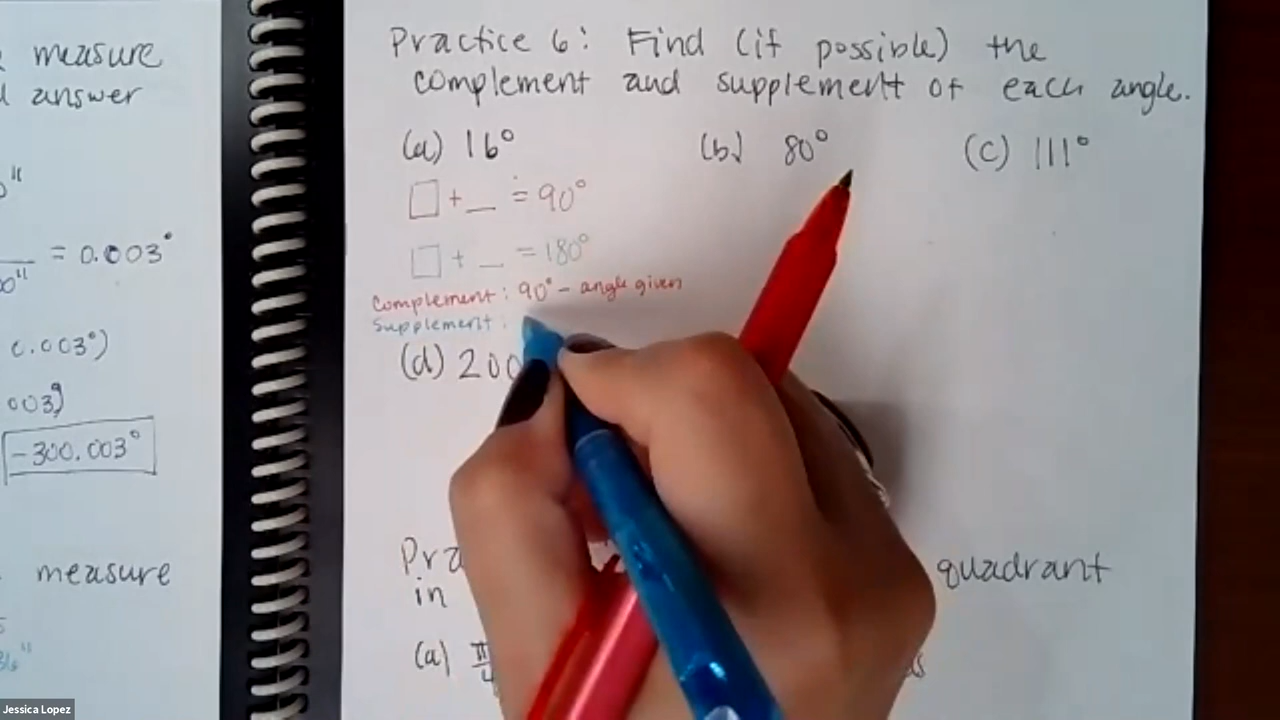 measure
answer
= 0.003°
0.003°)
003)
-300.003°
measure
Practice 6: Find (if possible) the
complement and supplement of each angle.
(a) 16° (b) 80° (c) 111°
□ + __ = 90°
□ + __ = 180°
Complement: 90° - angle given
Supplement:
(d) 200
quadrant
in
(a) π/4
Jessica Lopez